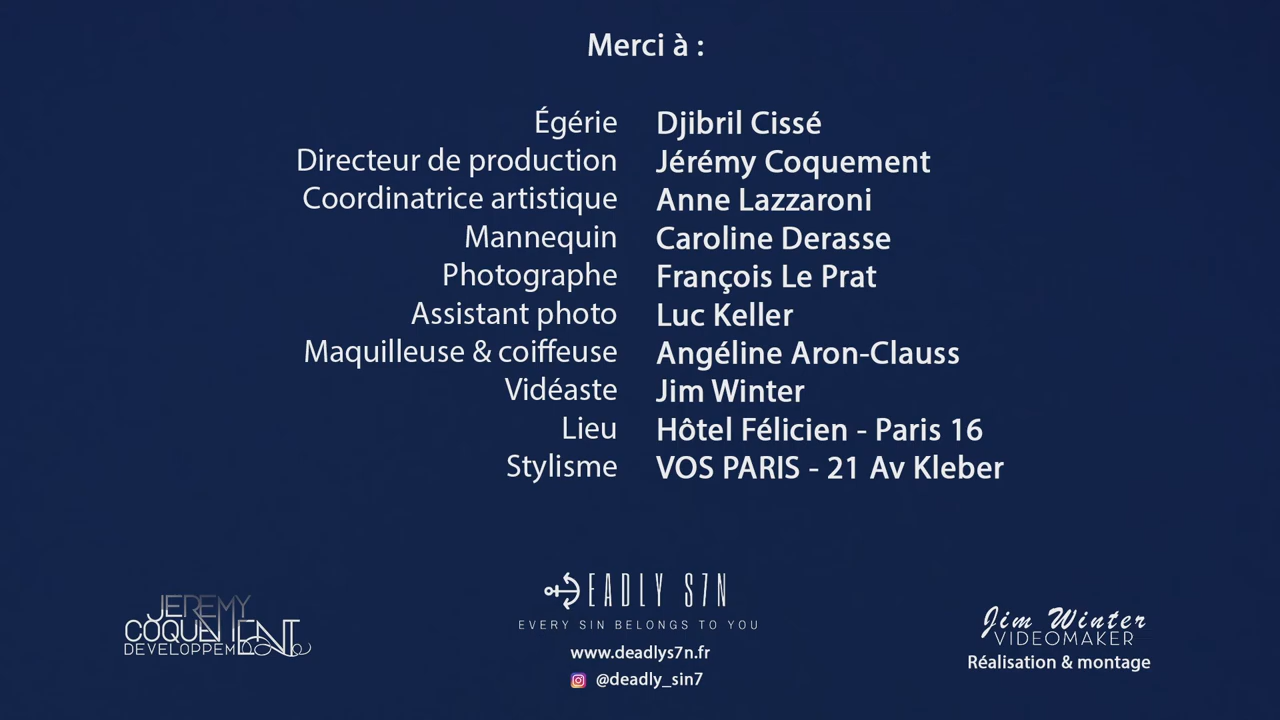 Merci à :
Égérie Djibril Cissé
Directeur de production Jérémy Coquement
Coordinatrice artistique Anne Lazzaroni
Mannequin Caroline Derasse
Photographe François Le Prat
Assistant photo Luc Keller
Maquilleuse & coiffeuse Angéline Aron-Clauss
Vidéaste Jim Winter
Lieu Hôtel Félicien - Paris 16
Stylisme VOS PARIS - 21 Av Kleber
JEREMY
COQUEMENT
DEVELOPPEMENT
DEADLY S7N
EVERY SIN BELONGS TO YOU
www.deadlys7n.fr
@deadly_sin7
Jim Winter
VIDEOMAKER
Réalisation & montage